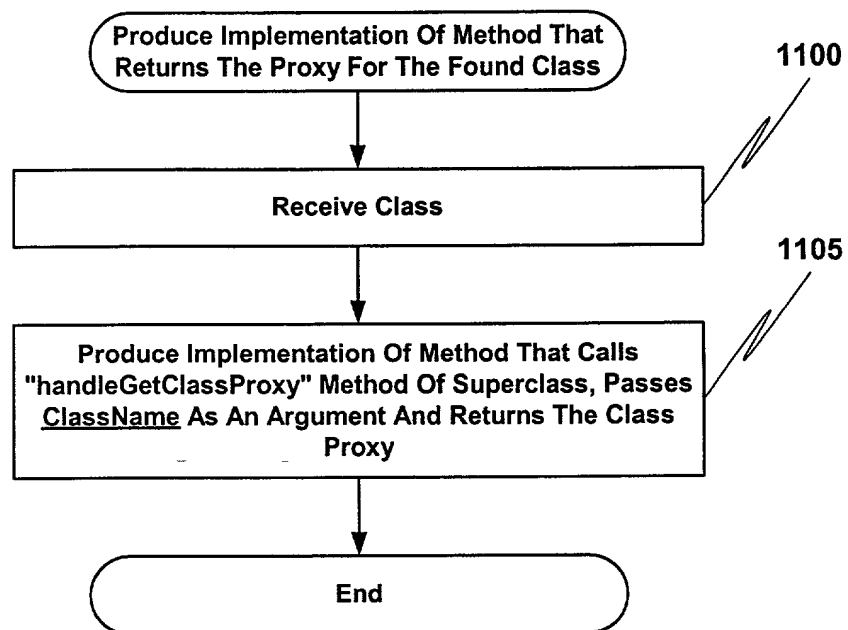 Produce Implementation Of Method That
Returns The Proxy For The Found Class
1100
Receive Class
1105
Produce Implementation Of Method That Calls
"handleGetClassProxy" Method Of Superclass, Passes
ClassName As An Argument And Returns The Class
Proxy
End